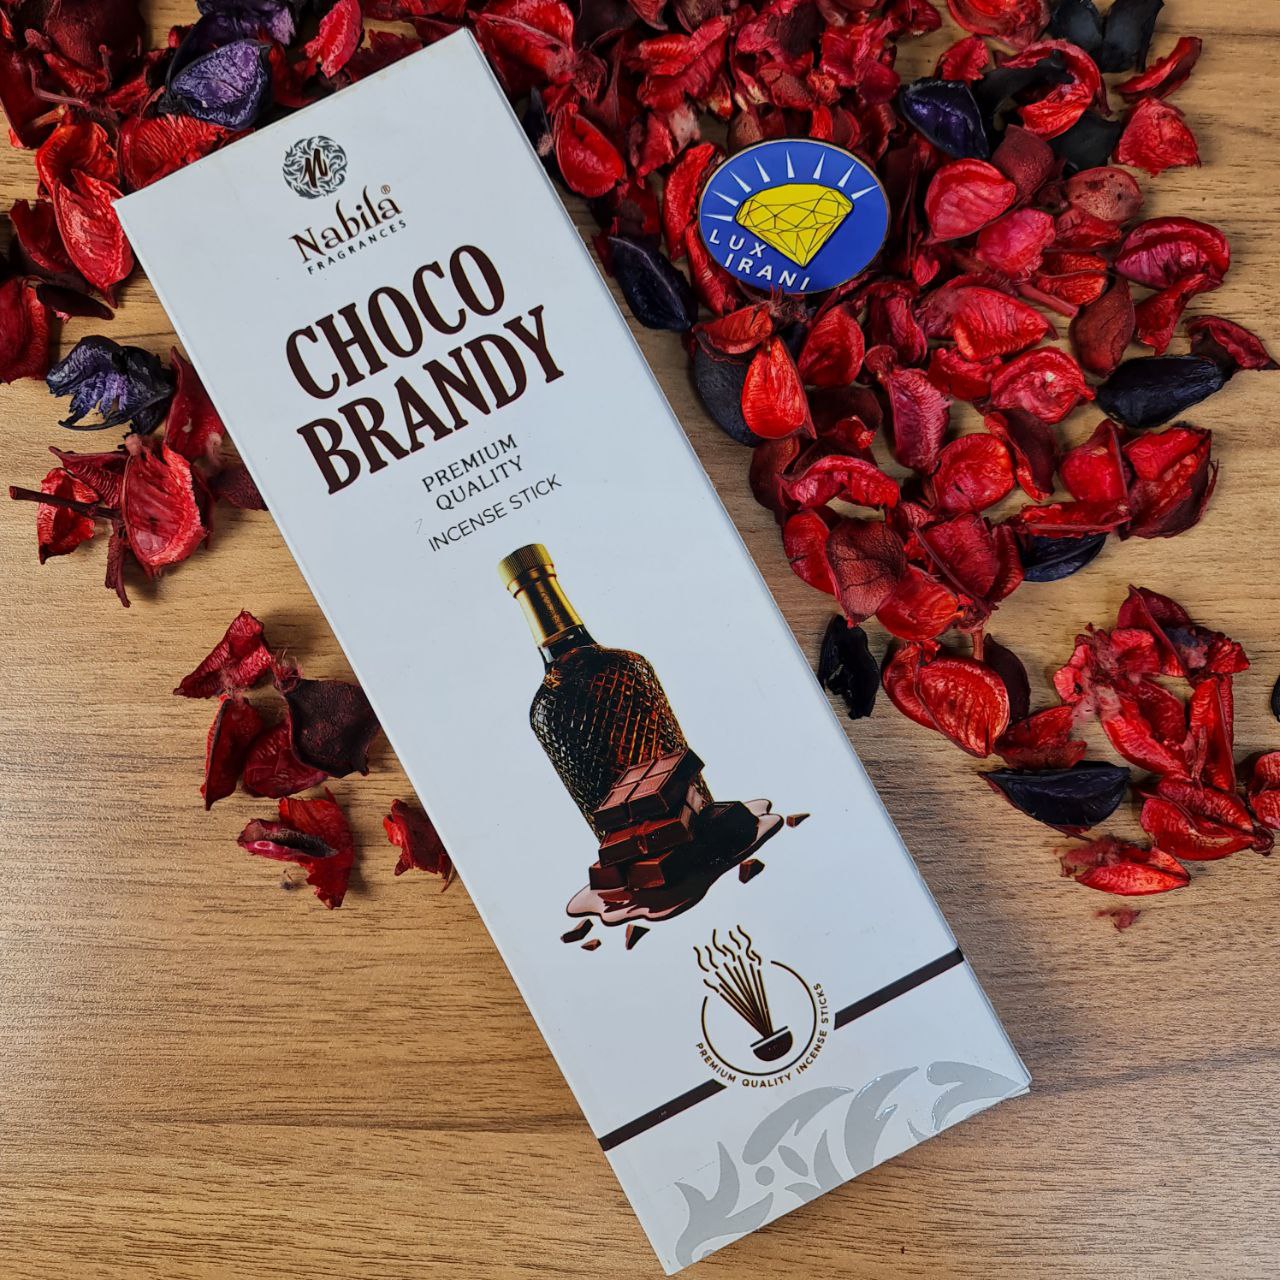 N
Nabila®
FRAGRANCES
CHOCO
BRANDY
PREMIUM
QUALITY
INCENSE STICK
PREMIUM QUALITY INCENSE STICKS
LUX
IRANI